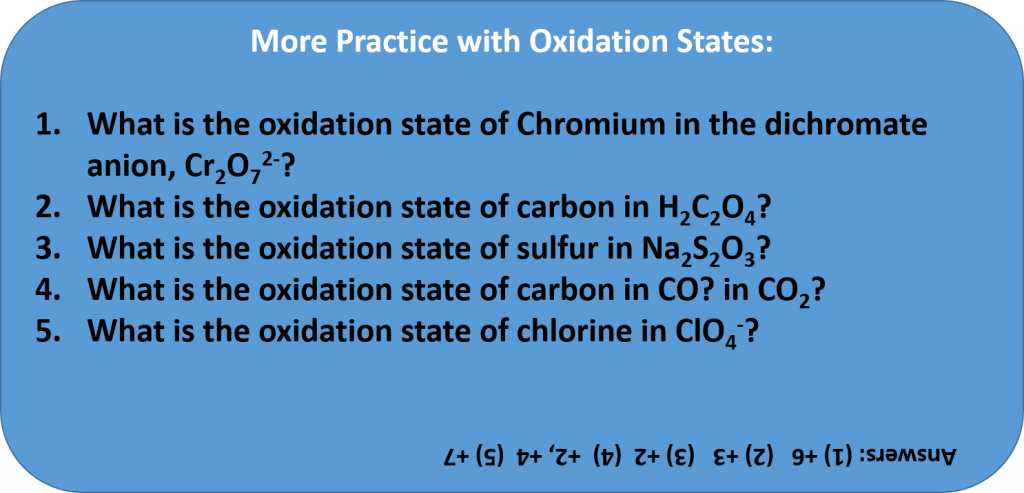 More Practice with Oxidation States:
1. What is the oxidation state of Chromium in the dichromate
anion, Cr₂O₇²⁻?
2. What is the oxidation state of carbon in H₂C₂O₄?
3. What is the oxidation state of sulfur in Na₂S₂O₃?
4. What is the oxidation state of carbon in CO? in CO₂?
5. What is the oxidation state of chlorine in ClO₄⁻?
Answers: (1) +6 (2) +3 (3) +2 (4) +2, +4 (5) +7